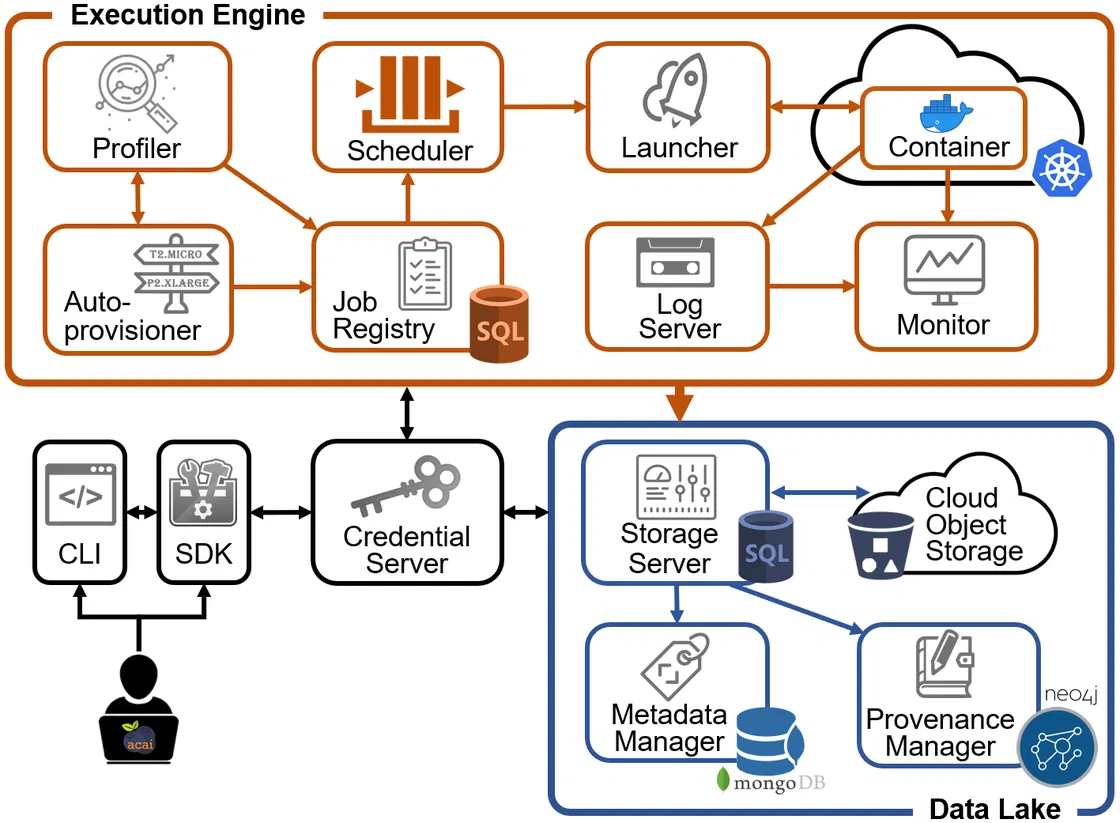 Execution Engine
Profiler
Scheduler
Launcher
Container
T2.MICRO
P2.XLARGE
Auto-
provisioner
Job
Registry
SQL
Log
Server
Monitor
</>
CLI
SDK
Credential
Server
Storage
Server
SQL
Cloud
Object
Storage
Metadata
Manager
mongoDB
Provenance
Manager
neo4j
acai
Data Lake